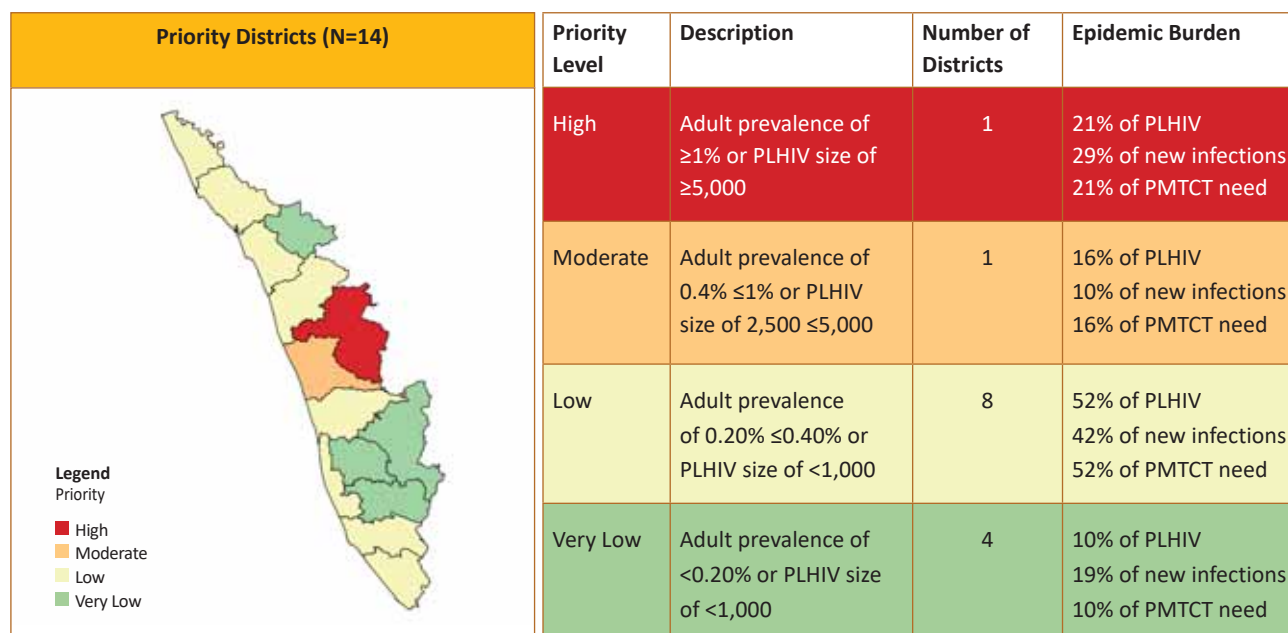 Priority Districts (N=14)
Legend
Priority
High
Moderate
Low
Very Low
Priority
Level
Description
Number of
Districts
Epidemic Burden
High
Adult prevalence of
≥1% or PLHIV size of
≥5,000
1
21% of PLHIV
29% of new infections
21% of PMTCT need
Moderate
Adult prevalence of
0.4% ≤1% or PLHIV
size of 2,500 ≤5,000
1
16% of PLHIV
10% of new infections
16% of PMTCT need
Low
Adult prevalence
of 0.20% ≤0.40% or
PLHIV size of <1,000
8
52% of PLHIV
42% of new infections
52% of PMTCT need
Very Low
Adult prevalence of
<0.20% or PLHIV size
of <1,000
4
10% of PLHIV
19% of new infections
10% of PMTCT need